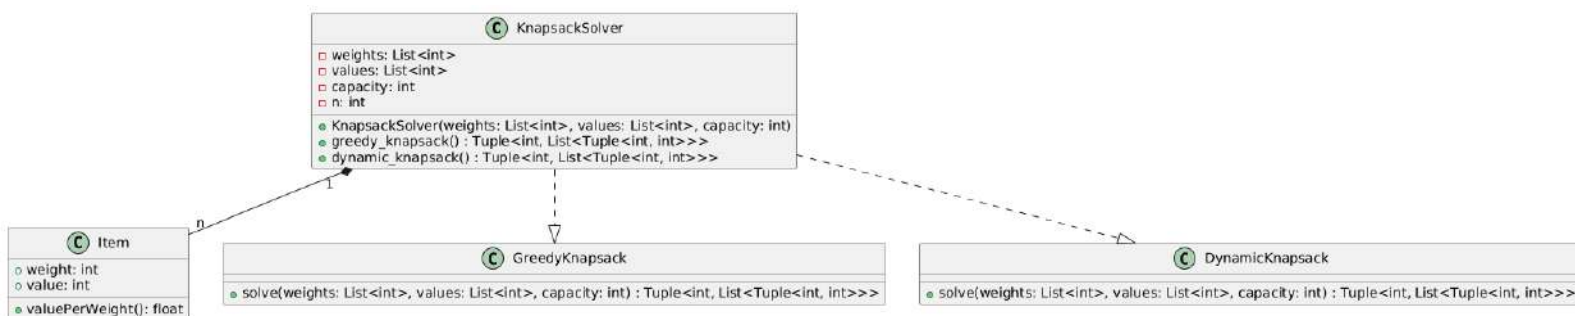 C KnapsackSolver
weights: List<int>
values: List<int>
capacity: int
n: int
KnapsackSolver(weights: List<int>, values: List<int>, capacity: int)
greedy_knapsack() : Tuple<int, List<Tuple<int, int>>>
dynamic_knapsack() : Tuple<int, List<Tuple<int, int>>>
1
n
C Item
weight: int
value: int
valuePerWeight(): float
C GreedyKnapsack
solve(weights: List<int>, values: List<int>, capacity: int) : Tuple<int, List<Tuple<int, int>>>
C DynamicKnapsack
solve(weights: List<int>, values: List<int>, capacity: int) : Tuple<int, List<Tuple<int, int>>>